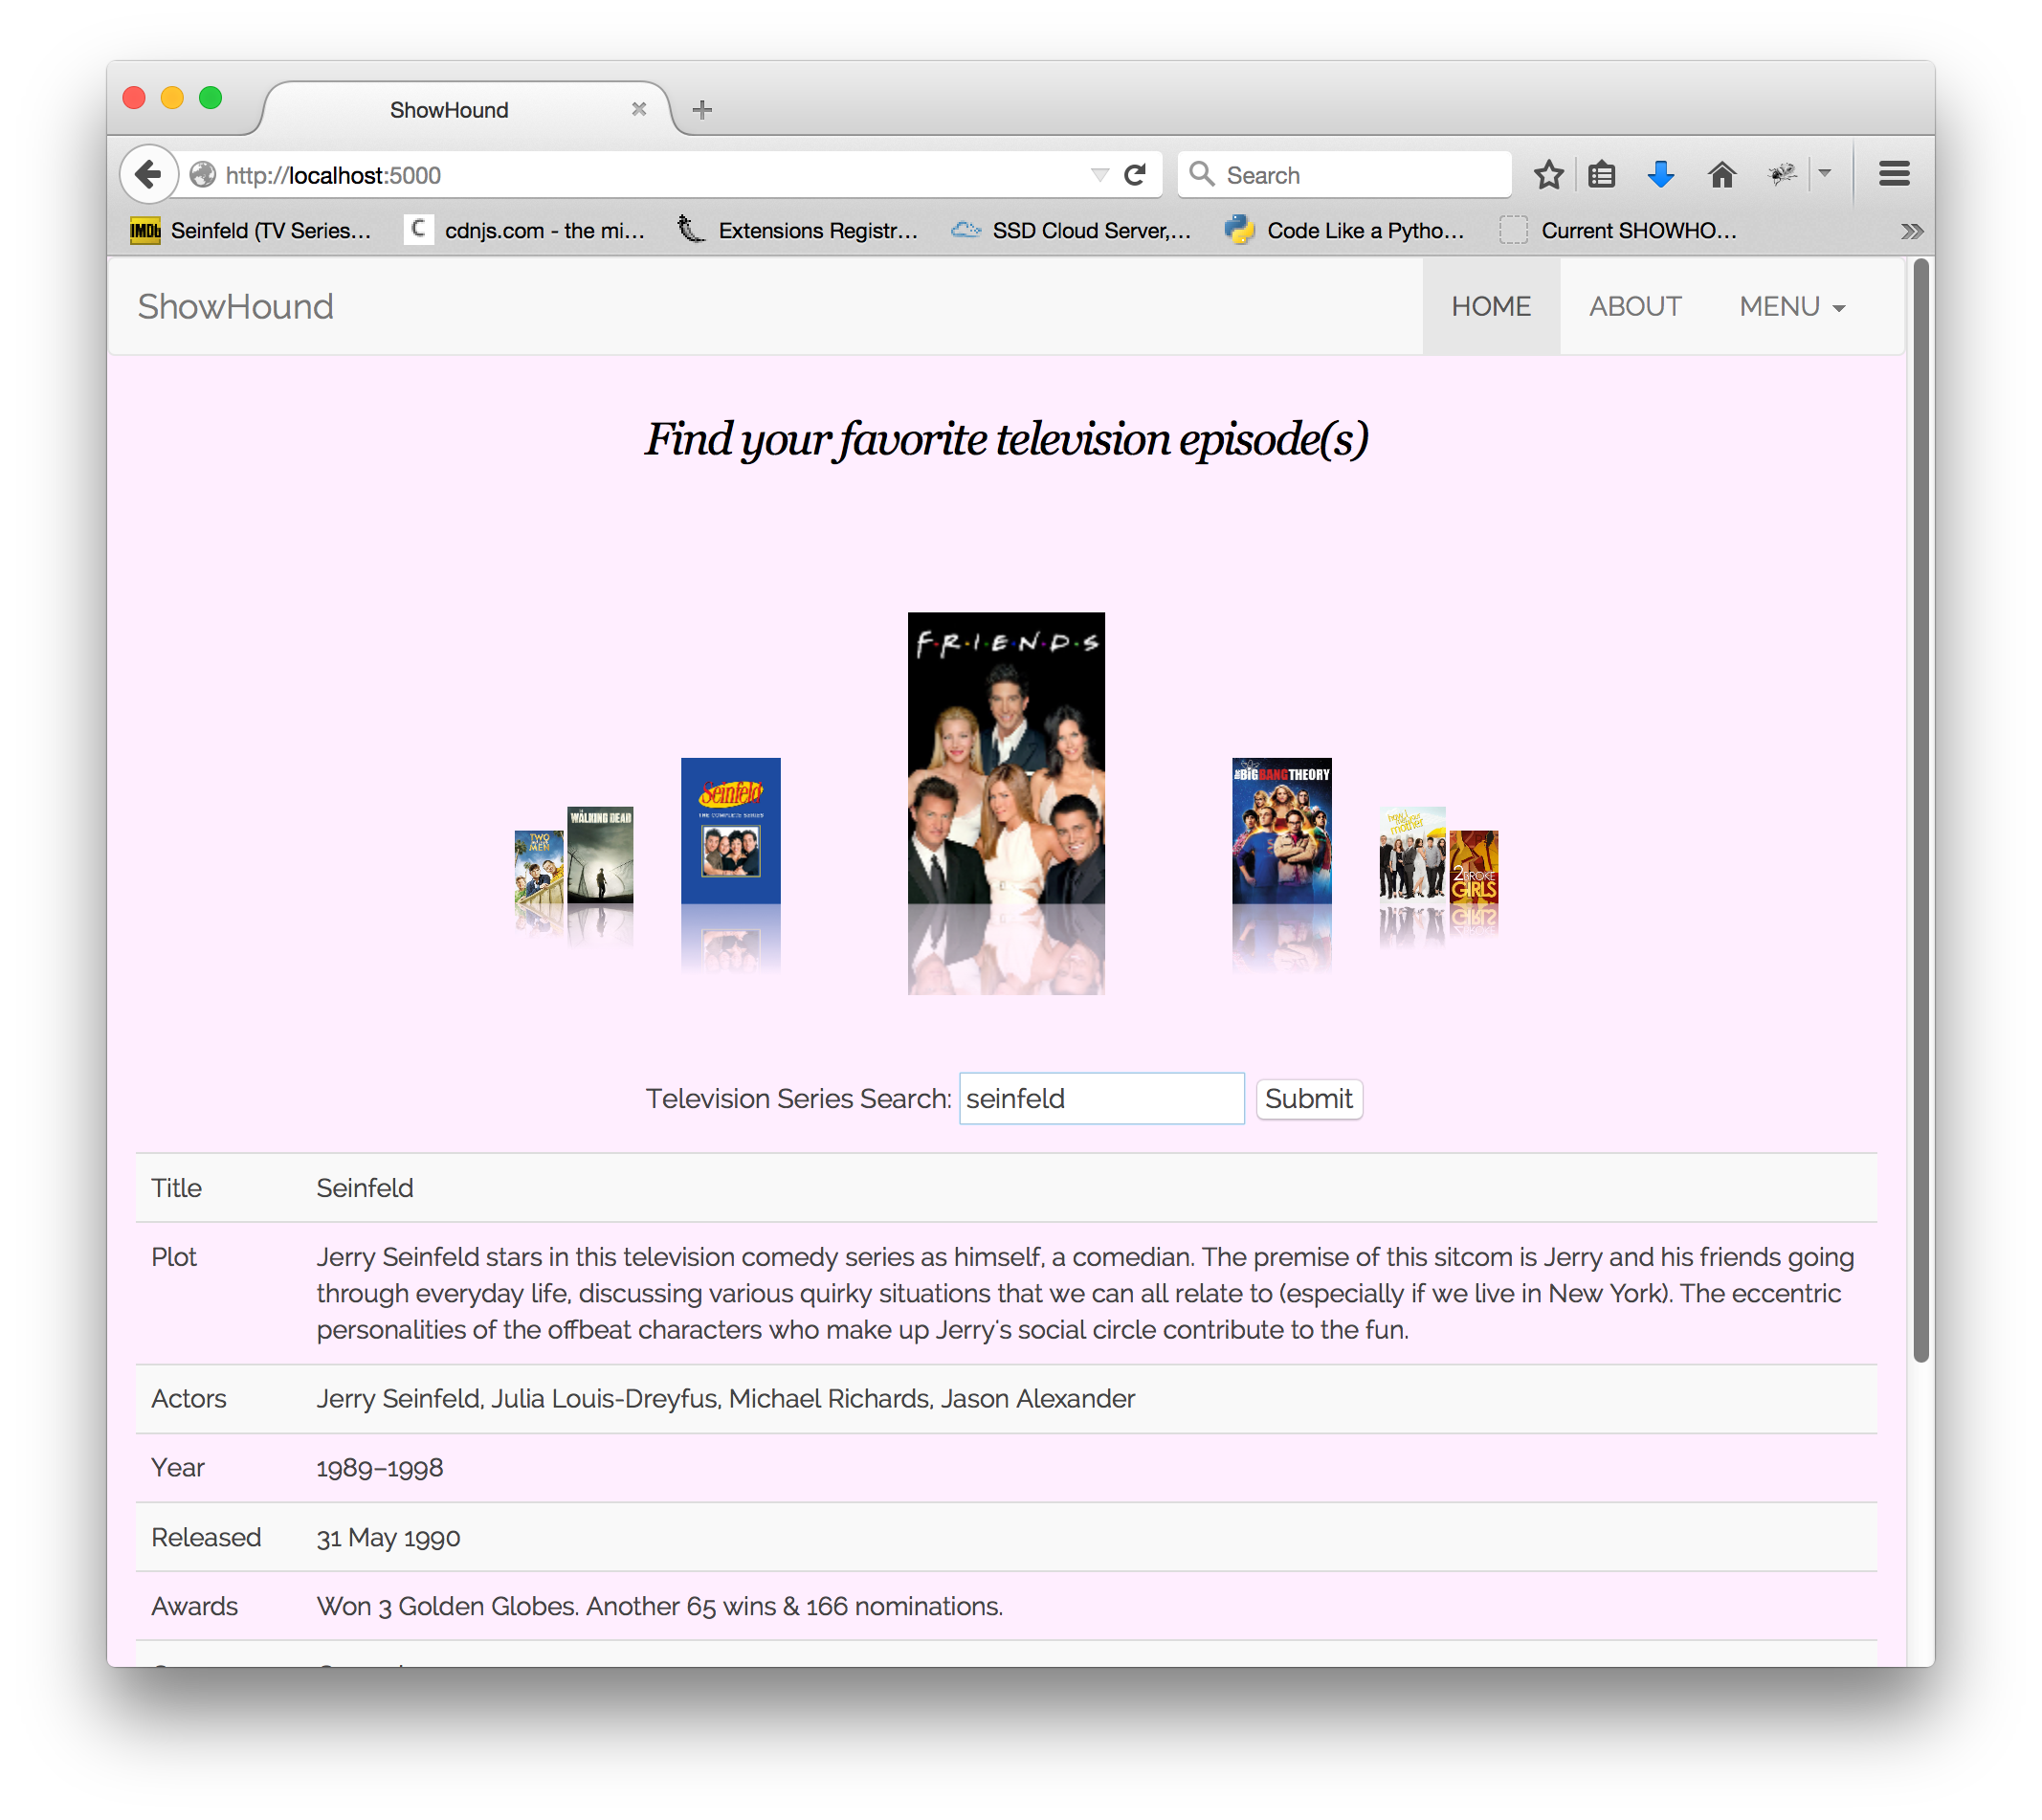 ShowHound
http://localhost:5000
Search
IMDb Seinfeld (TV Series... C cdnjs.com - the mi... Extensions Registr... SSD Cloud Server,... Code Like a Pytho... Current SHOWHO...
ShowHound HOME ABOUT MENU
Find your favorite television episode(s)
F·R·I·E·N·D·S
TWO
MEN
THE WALKING DEAD
Seinfeld
THE COMPLETE SERIES
THE BIG BANG THEORY
how i met your mother
2 BROKE GIRLS
Television Series Search: seinfeld Submit
Title Seinfeld
Plot Jerry Seinfeld stars in this television comedy series as himself, a comedian. The premise of this sitcom is Jerry and his friends going
through everyday life, discussing various quirky situations that we can all relate to (especially if we live in New York). The eccentric
personalities of the offbeat characters who make up Jerry's social circle contribute to the fun.
Actors Jerry Seinfeld, Julia Louis-Dreyfus, Michael Richards, Jason Alexander
Year 1989–1998
Released 31 May 1990
Awards Won 3 Golden Globes. Another 65 wins & 166 nominations.